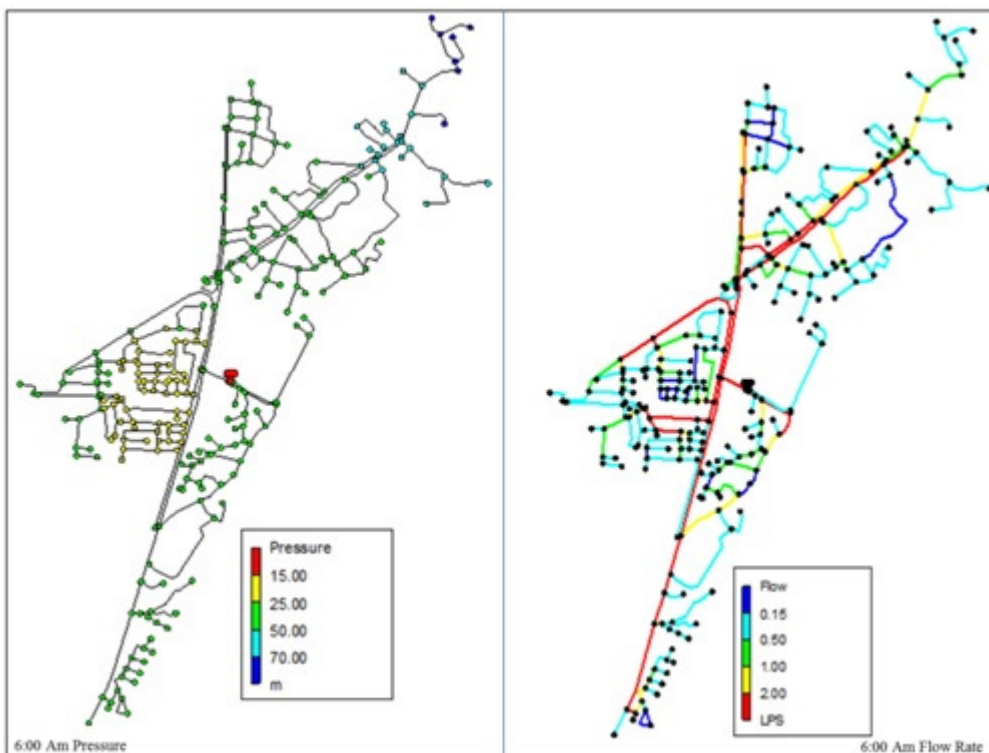 Pressure
15.00
25.00
50.00
70.00
m
6:00 Am Pressure
Flow
0.15
0.50
1.00
2.00
LPS
6:00 Am Flow Rate